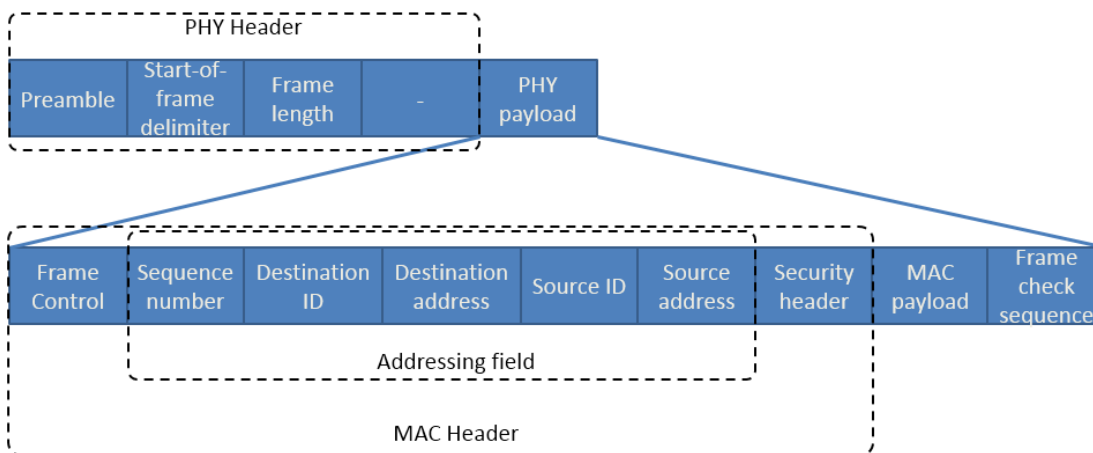 PHY Header
Preamble
Start-of-
frame
delimiter
Frame
length
-
PHY
payload
Frame
Control
Sequence
number
Destination
ID
Destination
address
Source ID
Source
address
Security
header
MAC
payload
Frame
check
sequence
Addressing field
MAC Header